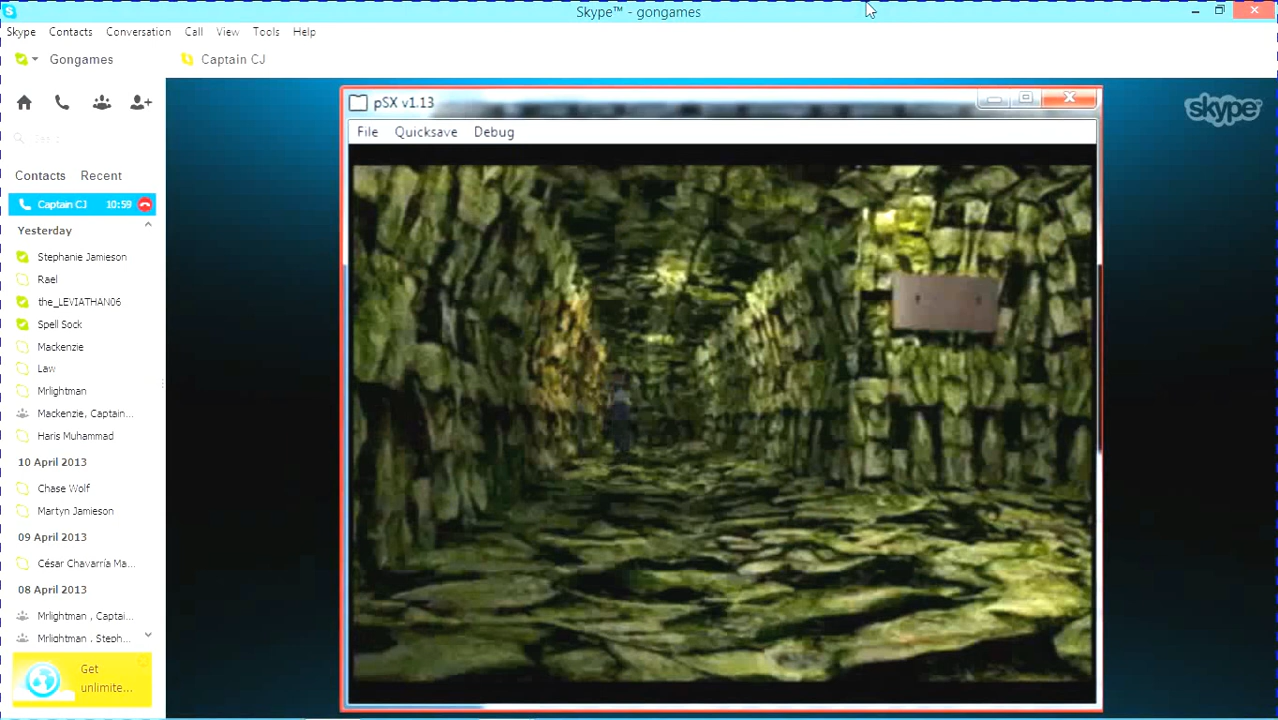 Skype™ - gongames
Skype Contacts Conversation Call View Tools Help
Gongames
Captain CJ
skype
pSX v1.13
File Quicksave Debug
Contacts Recent
Captain CJ 10:59
Yesterday
Stephanie Jamieson
Rael
the_LEVIATHAN06
Spell Sock
Mackenzie
Law
Mrlightman
Mackenzie, Captain...
Haris Muhammad
10 April 2013
Chase Wolf
Martyn Jamieson
09 April 2013
César Chavarría Ma...
08 April 2013
Mrlightman , Captai...
Mrlightman , Steph...
Get
unlimite...